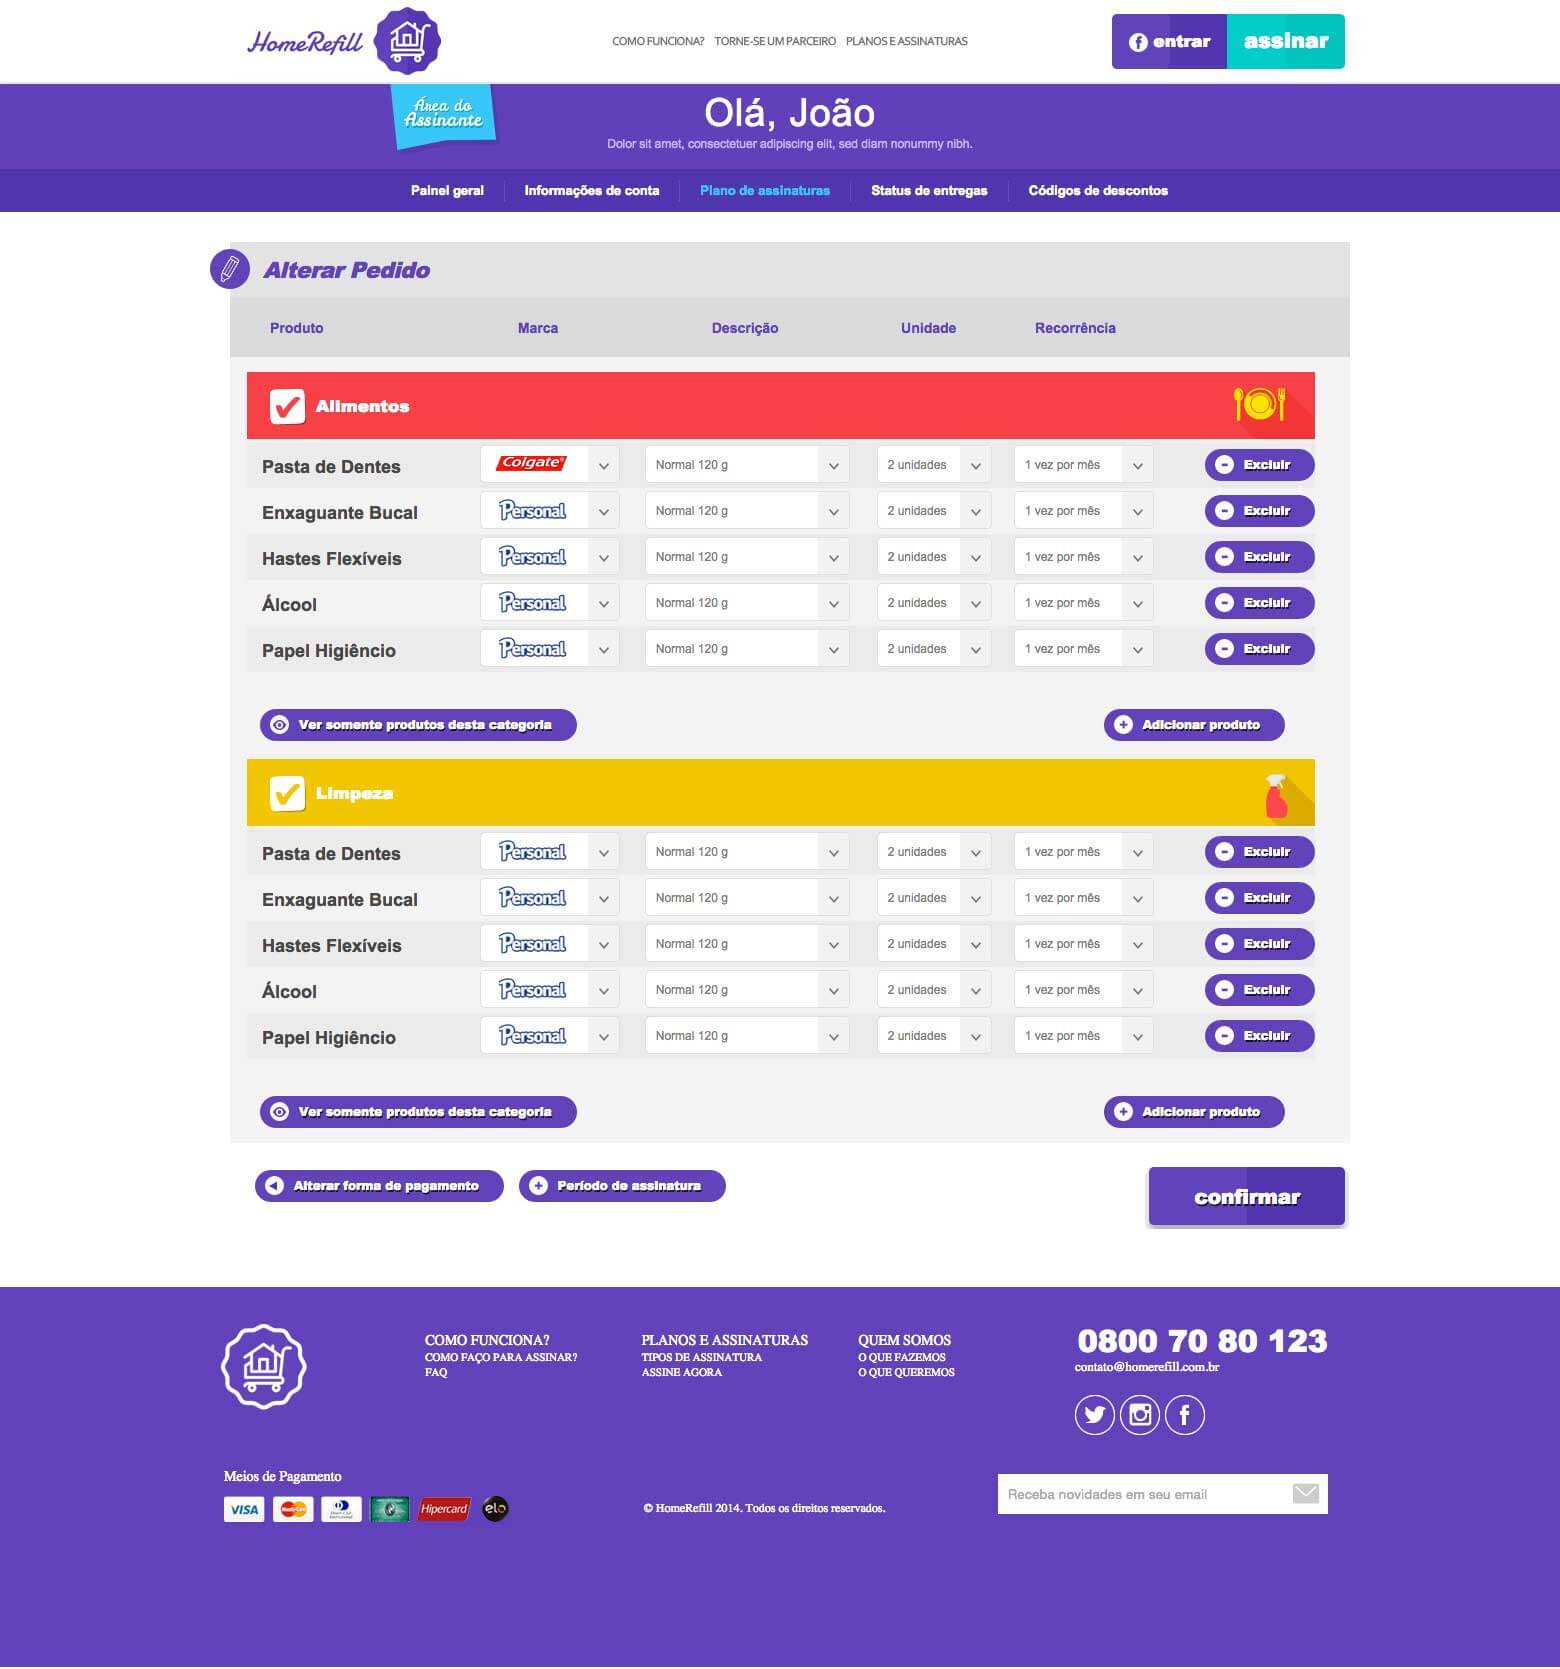 HomeRefill
COMO FUNCIONA? TORNE-SE UM PARCEIRO PLANOS E ASSINATURAS
entrar assinar
Área do
Assinante
Olá, João
Dolor sit amet, consectetuer adipiscing elit, sed diam nonummy nibh.
Painel geral Informações de conta Plano de assinaturas Status de entregas Códigos de descontos
Alterar Pedido
Produto Marca Descrição Unidade Recorrência
Alimentos
Pasta de Dentes Colgate Normal 120 g 2 unidades 1 vez por mês Excluir
Enxaguante Bucal Personal Normal 120 g 2 unidades 1 vez por mês Excluir
Hastes Flexíveis Personal Normal 120 g 2 unidades 1 vez por mês Excluir
Álcool Personal Normal 120 g 2 unidades 1 vez por mês Excluir
Papel Higiêncio Personal Normal 120 g 2 unidades 1 vez por mês Excluir
Ver somente produtos desta categoria Adicionar produto
Limpeza
Pasta de Dentes Personal Normal 120 g 2 unidades 1 vez por mês Excluir
Enxaguante Bucal Personal Normal 120 g 2 unidades 1 vez por mês Excluir
Hastes Flexíveis Personal Normal 120 g 2 unidades 1 vez por mês Excluir
Álcool Personal Normal 120 g 2 unidades 1 vez por mês Excluir
Papel Higiêncio Personal Normal 120 g 2 unidades 1 vez por mês Excluir
Ver somente produtos desta categoria Adicionar produto
Alterar forma de pagamento Período de assinatura confirmar
COMO FUNCIONA? PLANOS E ASSINATURAS QUEM SOMOS 0800 70 80 123
COMO FAÇO PARA ASSINAR? TIPOS DE ASSINATURA O QUE FAZEMOS contato@homerefill.com.br
FAQ ASSINE AGORA O QUE QUEREMOS
Meios de Pagamento
VISA MasterCard Hipercard elo
© HomeRefill 2014. Todos os direitos reservados.
Receba novidades em seu email